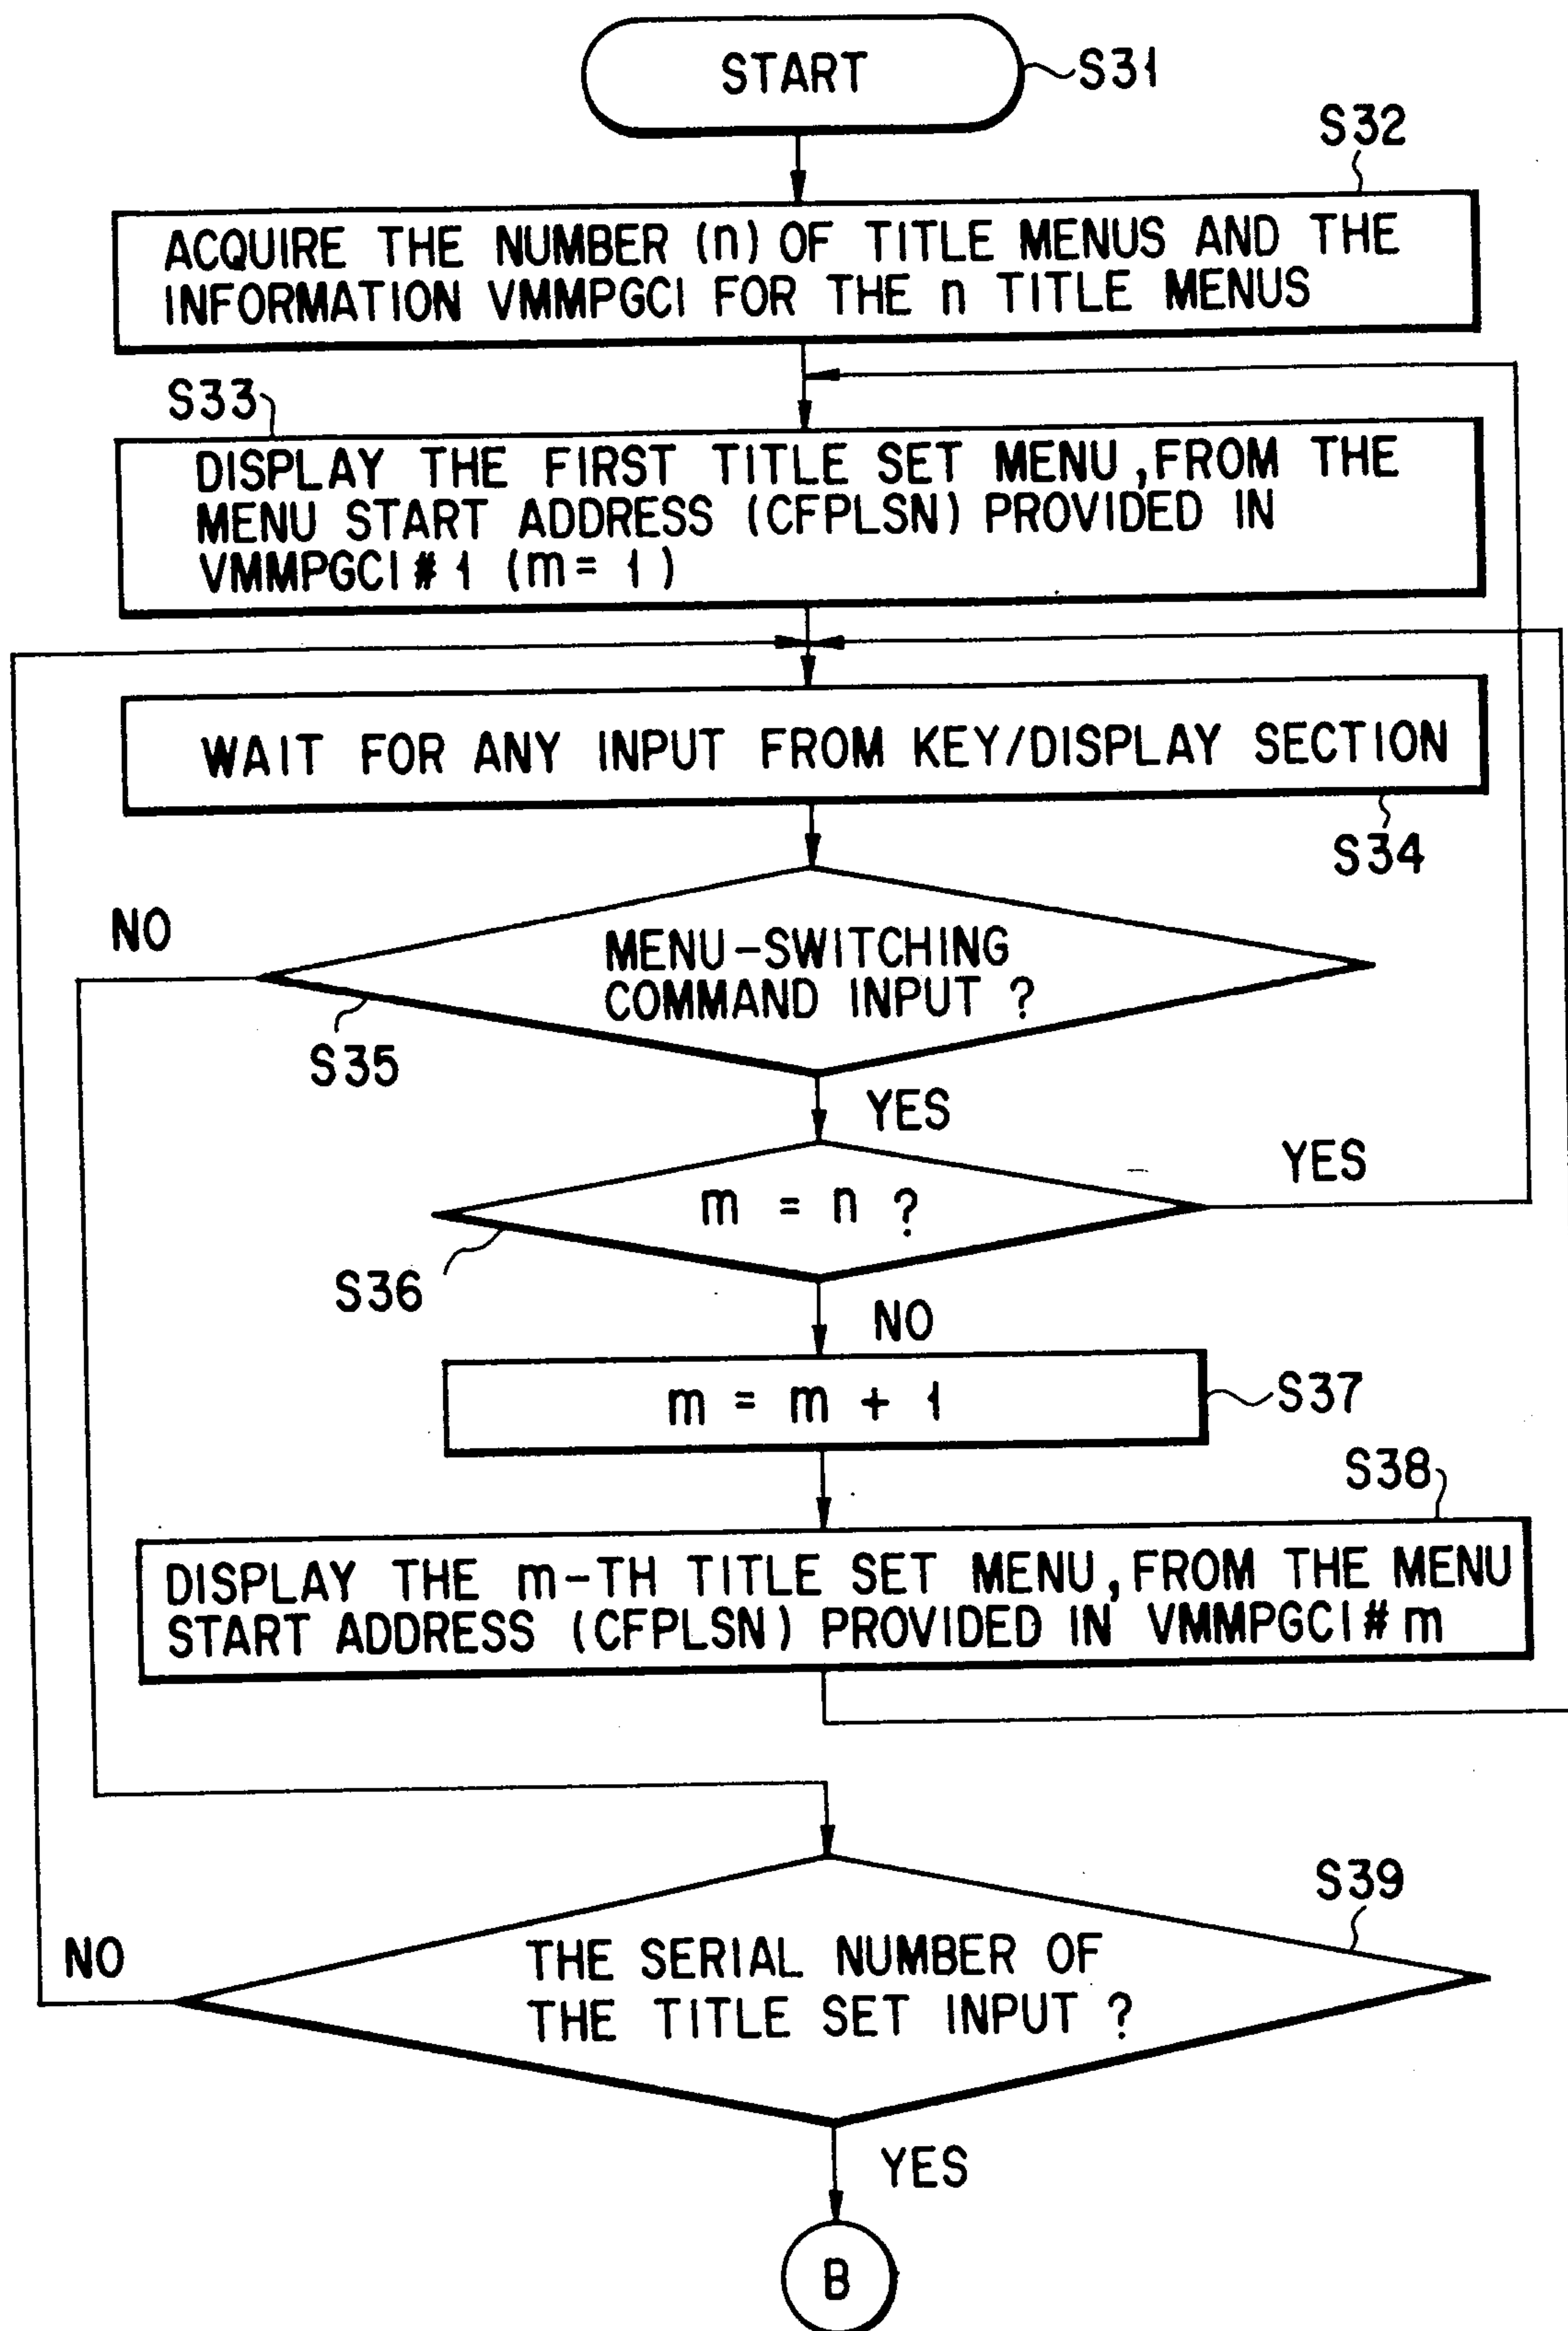 START
S31
S32
ACQUIRE THE NUMBER (n) OF TITLE MENUS AND THE
INFORMATION VMMPGCI FOR THE n TITLE MENUS
S33
DISPLAY THE FIRST TITLE SET MENU, FROM THE
MENU START ADDRESS (CFPLSN) PROVIDED IN
VMMPGCI # 1 (m = 1)
WAIT FOR ANY INPUT FROM KEY/DISPLAY SECTION
S34
NO
MENU-SWITCHING
COMMAND INPUT ?
S35
YES
YES
m = n ?
S36
NO
m = m + 1
S37
S38
DISPLAY THE m-TH TITLE SET MENU, FROM THE MENU
START ADDRESS (CFPLSN) PROVIDED IN VMMPGCI # m
S39
NO
THE SERIAL NUMBER OF
THE TITLE SET INPUT ?
YES
B